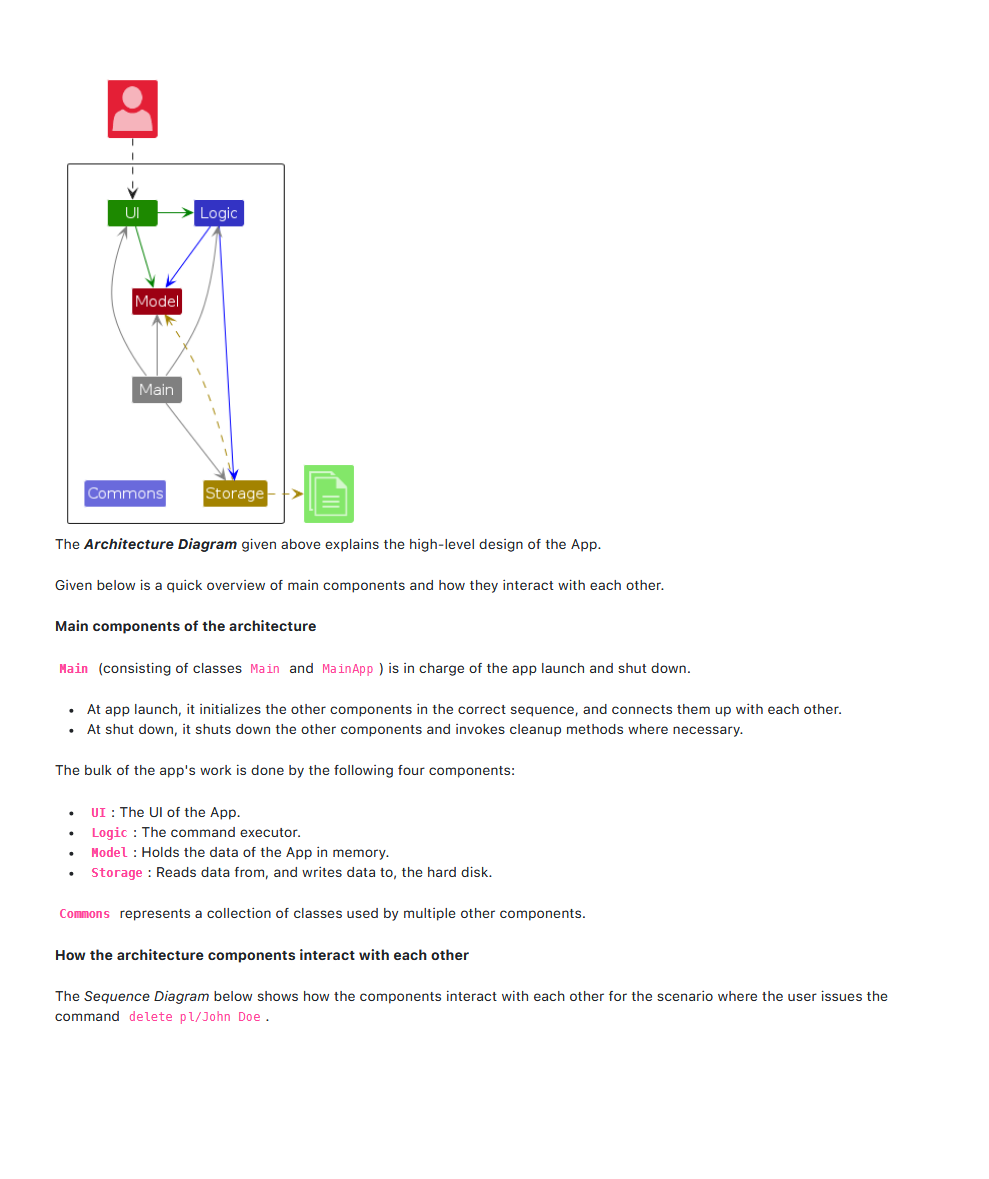 UI
Logic
Model
Main
Commons
Storage
The Architecture Diagram given above explains the high-level design of the App.
Given below is a quick overview of main components and how they interact with each other.
Main components of the architecture
Main (consisting of classes Main and MainApp ) is in charge of the app launch and shut down.
• At app launch, it initializes the other components in the correct sequence, and connects them up with each other.
• At shut down, it shuts down the other components and invokes cleanup methods where necessary.
The bulk of the app's work is done by the following four components:
• UI : The UI of the App.
• Logic : The command executor.
• Model : Holds the data of the App in memory.
• Storage : Reads data from, and writes data to, the hard disk.
Commons represents a collection of classes used by multiple other components.
How the architecture components interact with each other
The Sequence Diagram below shows how the components interact with each other for the scenario where the user issues the
command delete pl/John Doe .